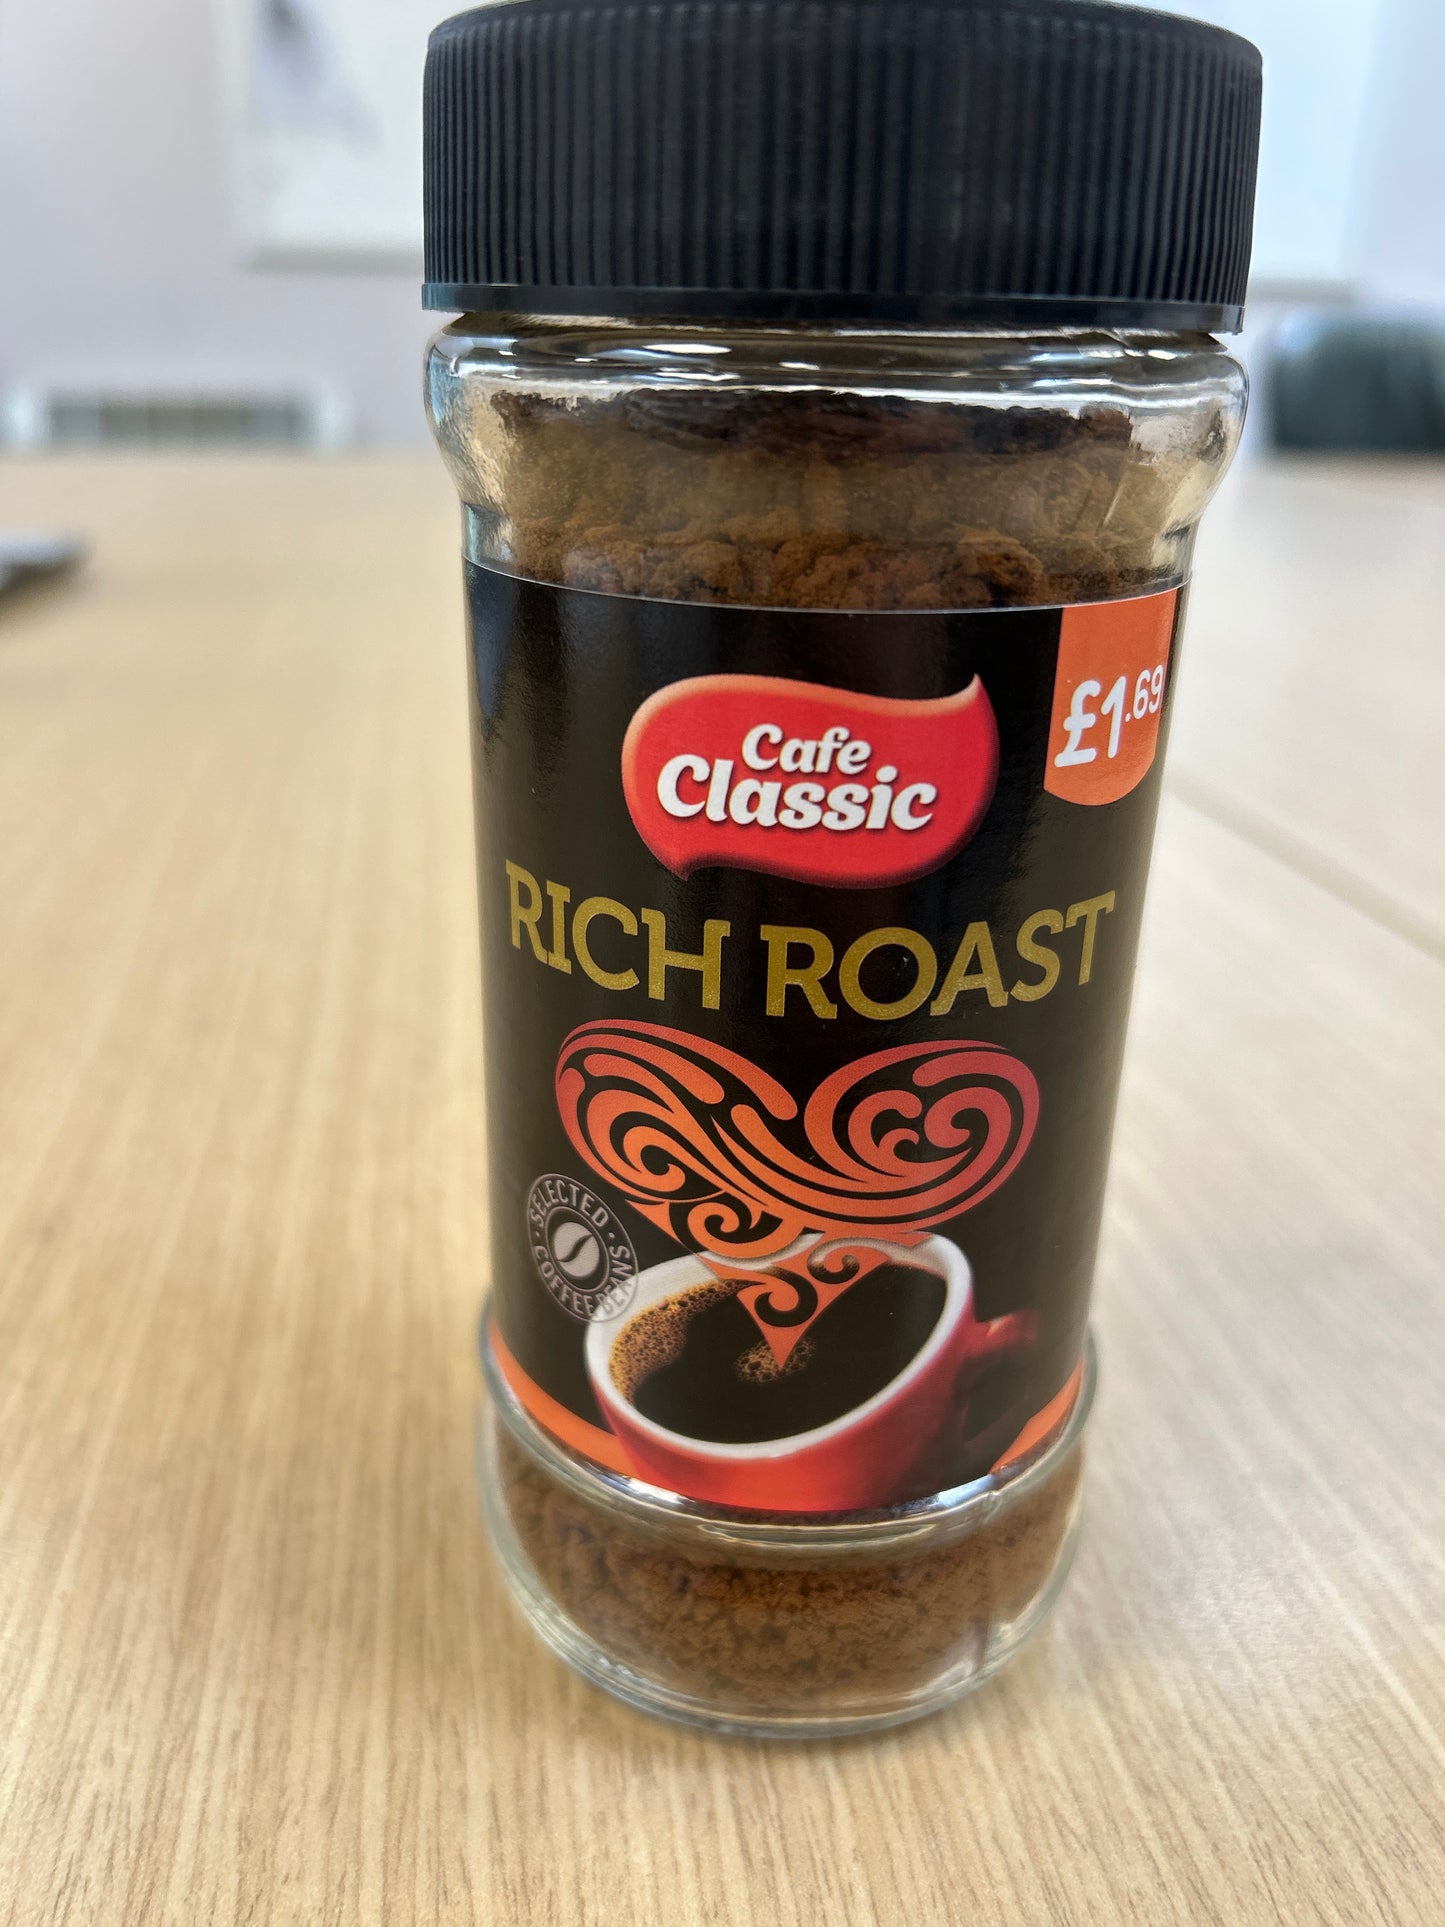 £1.69
Cafe
Classic
RICH ROAST
SELECTED
COFFEE BEANS